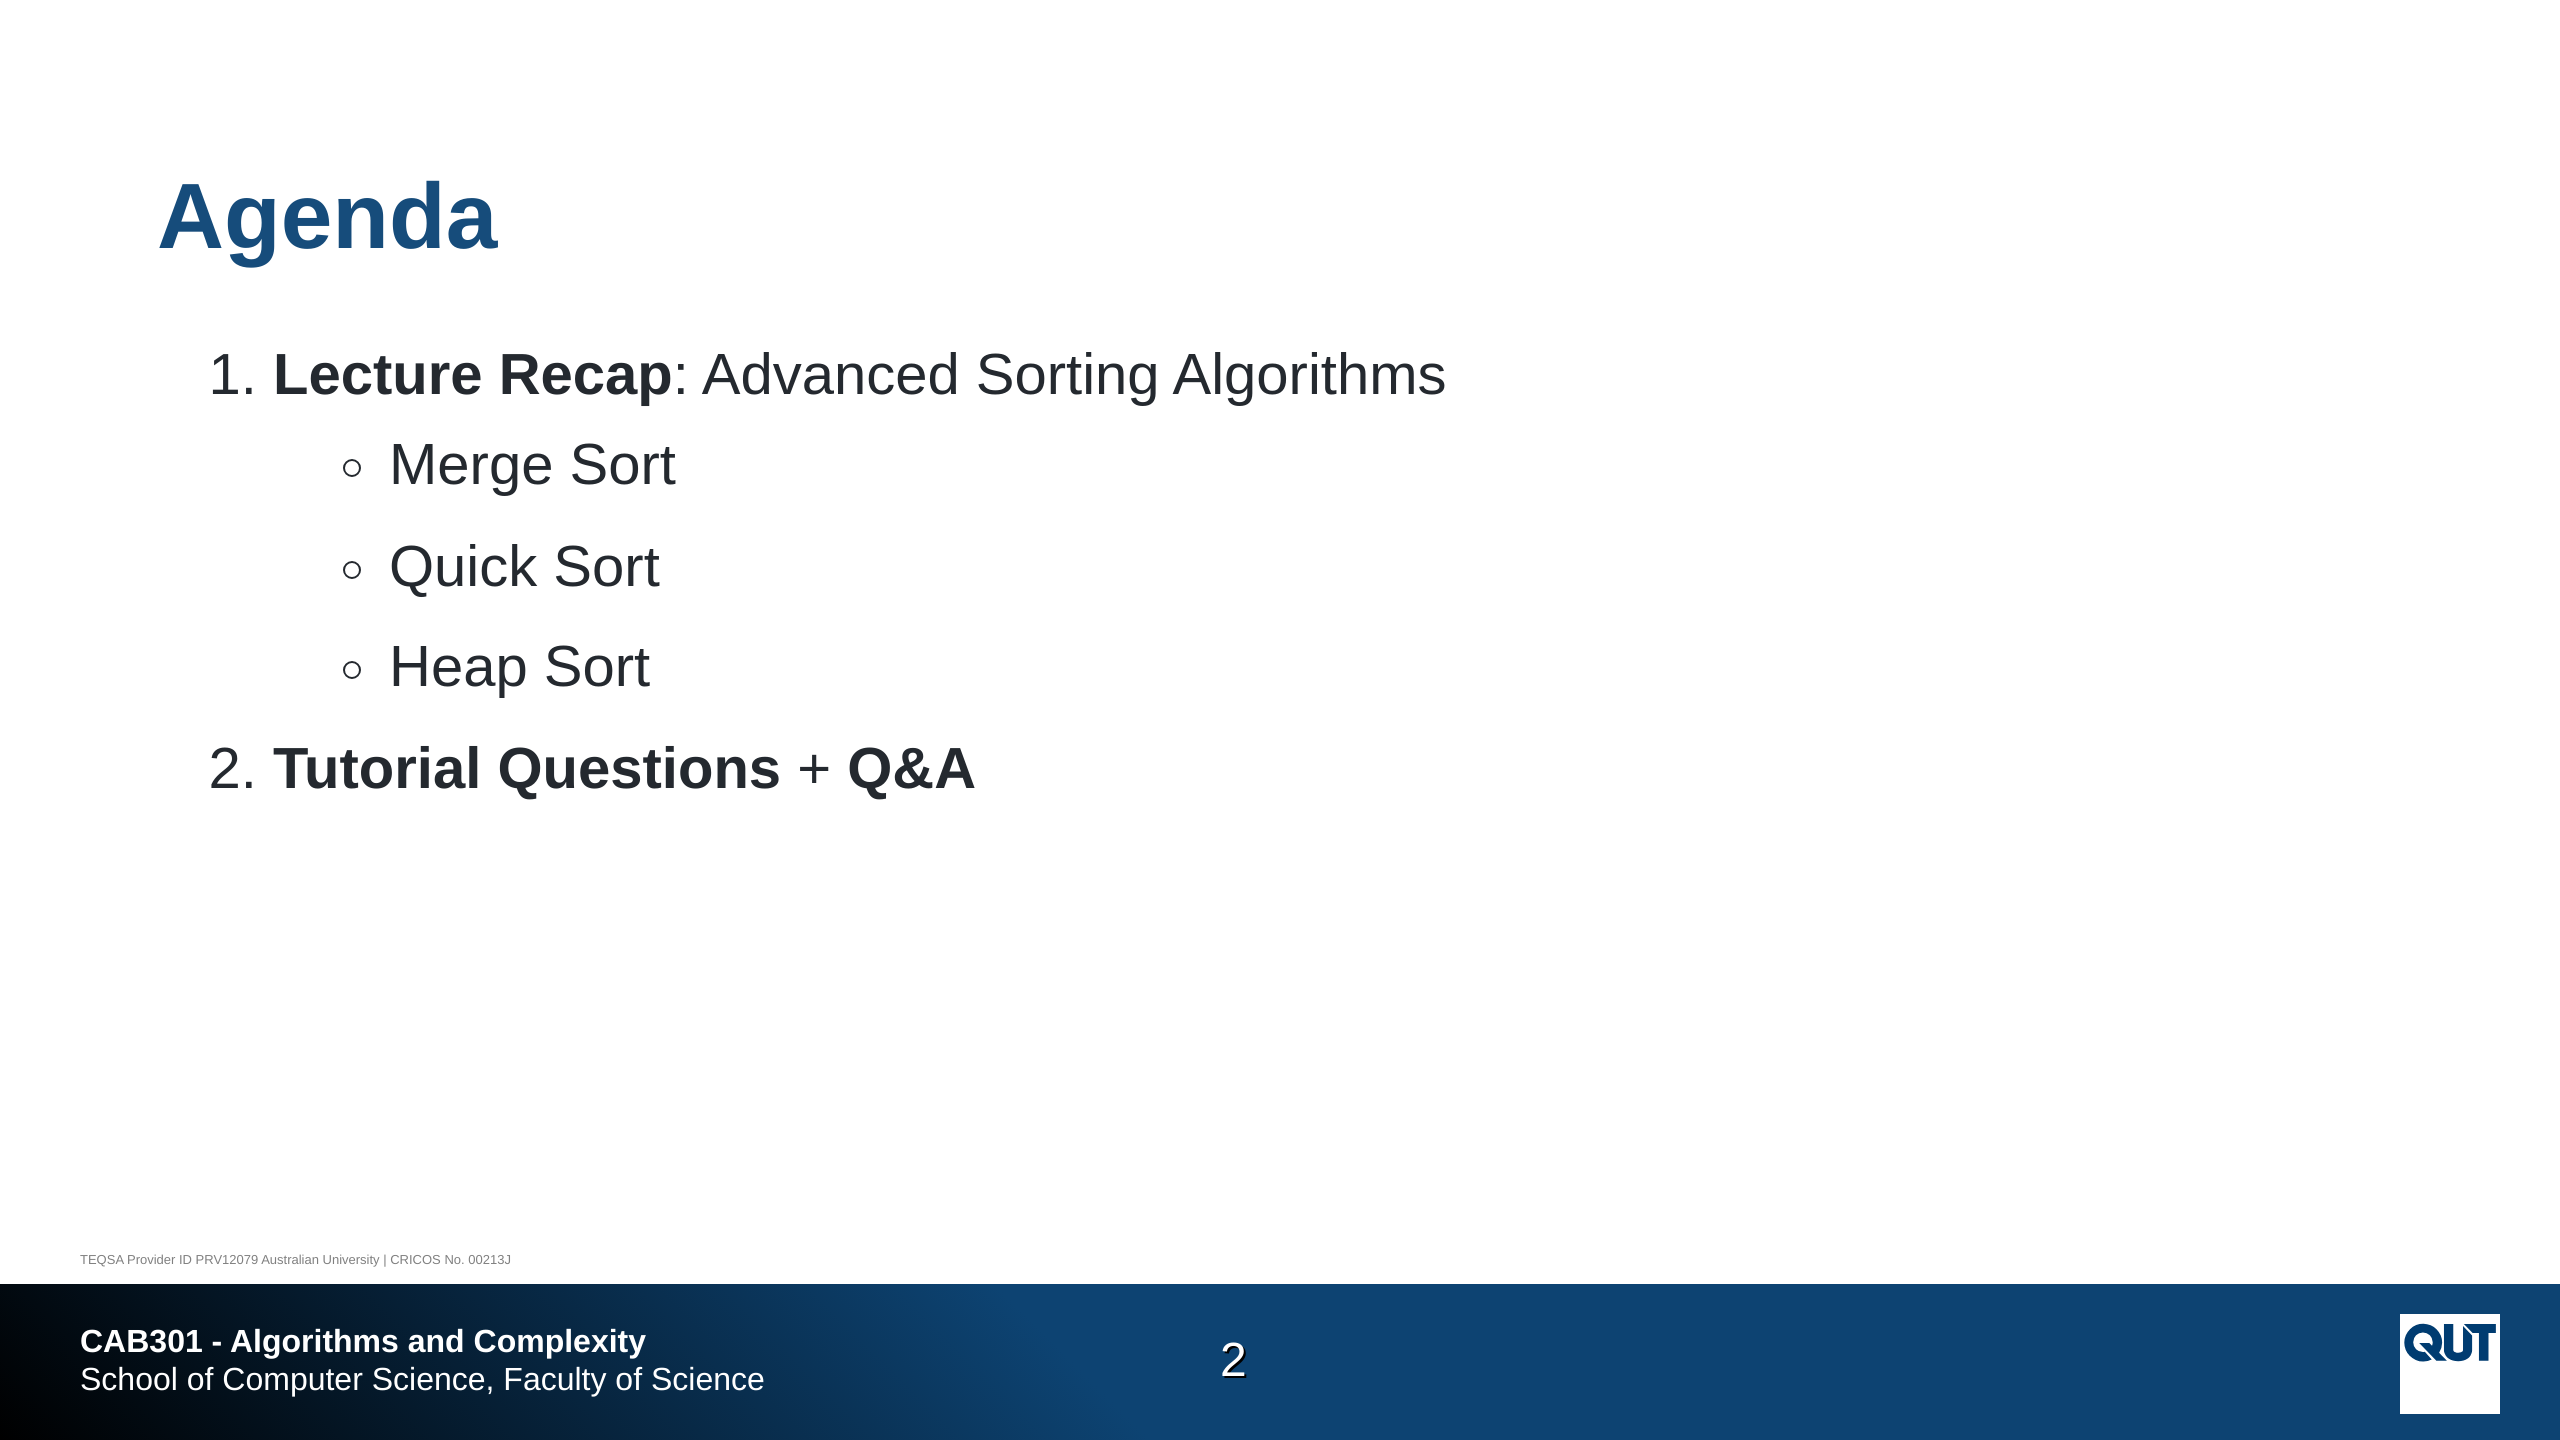 Agenda
1. Lecture Recap: Advanced Sorting Algorithms
Merge Sort
Quick Sort
Heap Sort
2. Tutorial Questions + Q&A
TEQSA Provider ID PRV12079 Australian University | CRICOS No. 00213J
CAB301 - Algorithms and Complexity
School of Computer Science, Faculty of Science
2
QUT